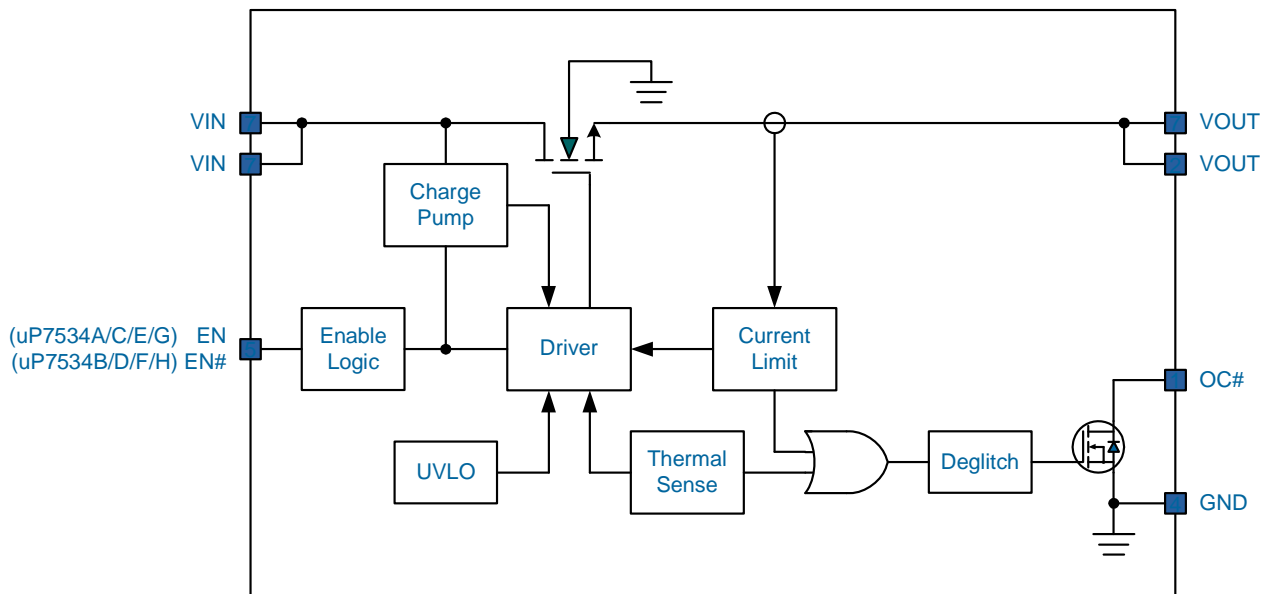 VIN
VOUT
VIN
VOUT
Charge
Pump
(uP7534A/C/E/G) EN
(uP7534B/D/F/H) EN#
Enable
Logic
Driver
Current
Limit
OC#
UVLO
Thermal
Sense
Deglitch
GND